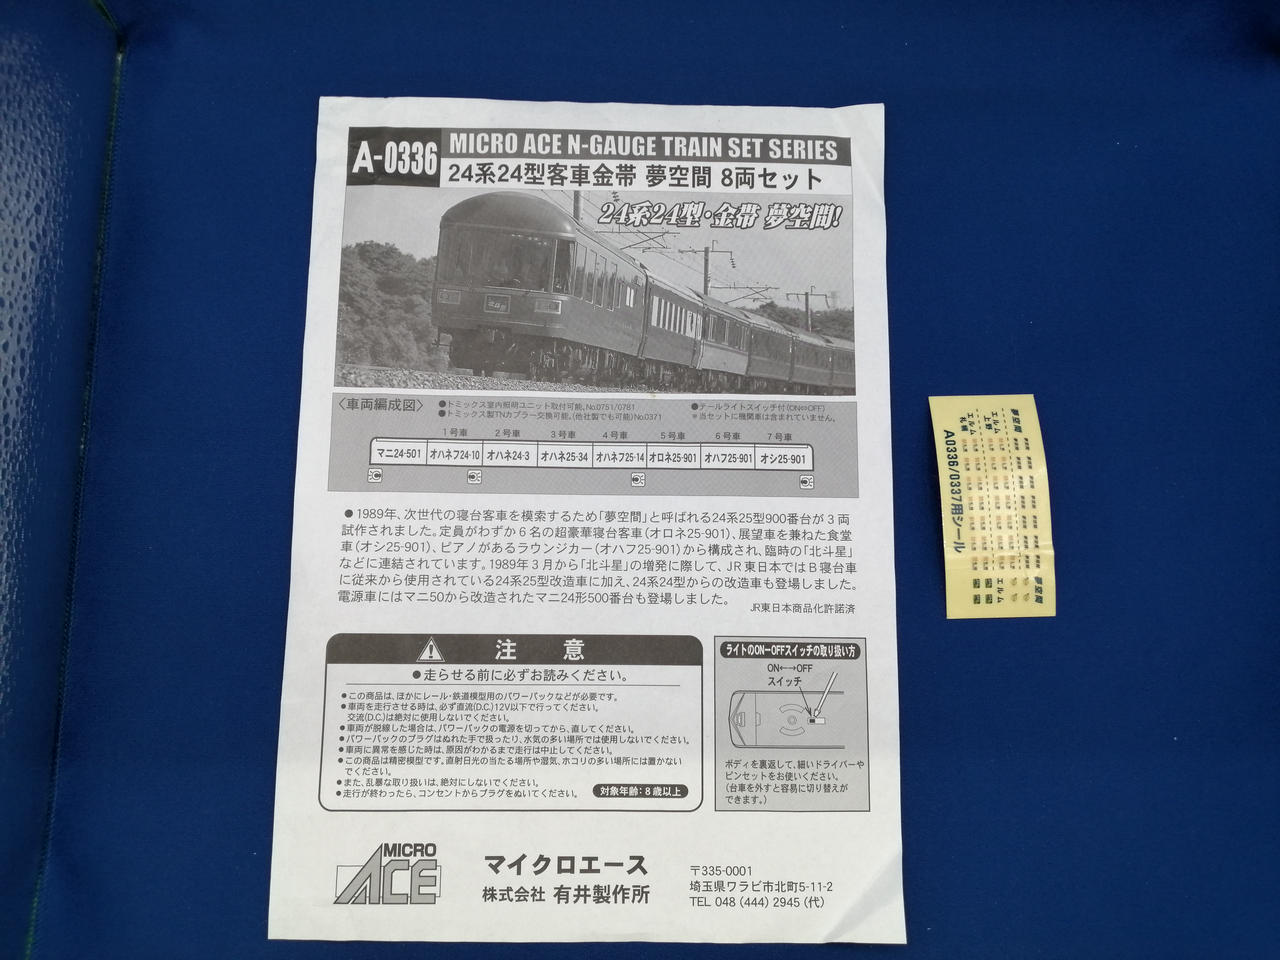 A-0336
MICRO ACE N-GAUGE TRAIN SET SERIES
24系24型客車金帯 夢空間 8両セット
24系24型・金帯 夢空間!
〈車両編成図〉
●トミックス室内照明ユニット取付可能。No.0751/0781
●トミックス製TNカプラー交換可能。(他社製でも可能)No.0371
●テールライトスイッチ付(ON⇔OFF)
※当セットに機関車は含まれていません。
1号車 2号車 3号車 4号車 5号車 6号車 7号車
マニ24-501 オハネフ24-10 オハネ24-3 オハネ25-34 オハネフ25-14 オロネ25-901 オハフ25-901 オシ25-901
●1989年、次世代の寝台客車を模索するため「夢空間」と呼ばれる24系25型900番台が3両
試作されました。定員がわずか6名の超豪華寝台客車(オロネ25-901)、展望車を兼ねた食堂
車(オシ25-901)、ピアノがあるラウンジカー(オハフ25-901)から構成され、臨時の「北斗星」
などに連結されています。1989年3月から「北斗星」の増発に際して、JR東日本ではB寝台車
に従来から使用されている24系25型改造車に加え、24系24型からの改造車も登場しました。
電源車にはマニ50から改造されたマニ24形500番台も登場しました。
JR東日本商品化許諾済
注意
●走らせる前に必ずお読みください。
●この商品は、ほかにレール・鉄道模型用のパワーパックなどが必要です。
●車両を走行させる時は、必ず直流(D.C.)12V以下で行ってください。
交流(D.C.)は絶対に使用しないでください。
●車両が脱線した場合は、パワーパックの電源を切ってから、直してください。
●パワーパックのプラグはぬれた手で扱ったり、水気の多い場所では使用しないでください。
●車両に異常を感じた時は、原因がわかるまで走行は中止してください。
●この商品は精密模型です。直射日光の当たる場所や湿気、ホコリの多い場所には置かない
でください。
●また、乱暴な取り扱いは、絶対にしないでください。
●走行が終わったら、コンセントからプラグをぬいてください。
対象年齢:8歳以上
ライトのON-OFFスイッチの取り扱い方
ON←→OFF
スイッチ
ボディを裏返して、細いドライバーや
ピンセットをお使いください。
(台車を外すと容易に切り替えが
できます。)
MICRO
ACE
マイクロエース
株式会社 有井製作所
〒335-0001
埼玉県ワラビ市北町5-11-2
TEL 048 (444) 2945 (代)
夢空間
夢空間
エルム
上野
エルム
エルム
札幌
A0336/0337用シール